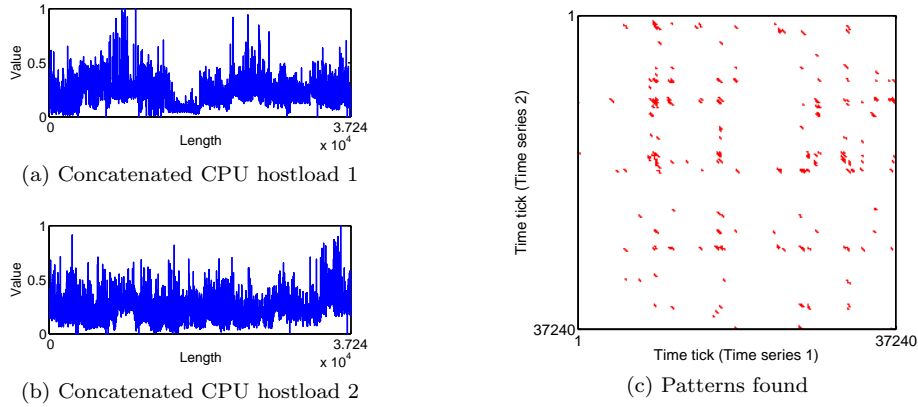 1
0.5
0
Value
0
3.724
Length
x 10^4
(a) Concatenated CPU hostload 1
1
0.5
0
Value
0
3.724
Length
x 10^4
(b) Concatenated CPU hostload 2
1
Time tick (Time series 2)
37240
1
37240
Time tick (Time series 1)
(c) Patterns found